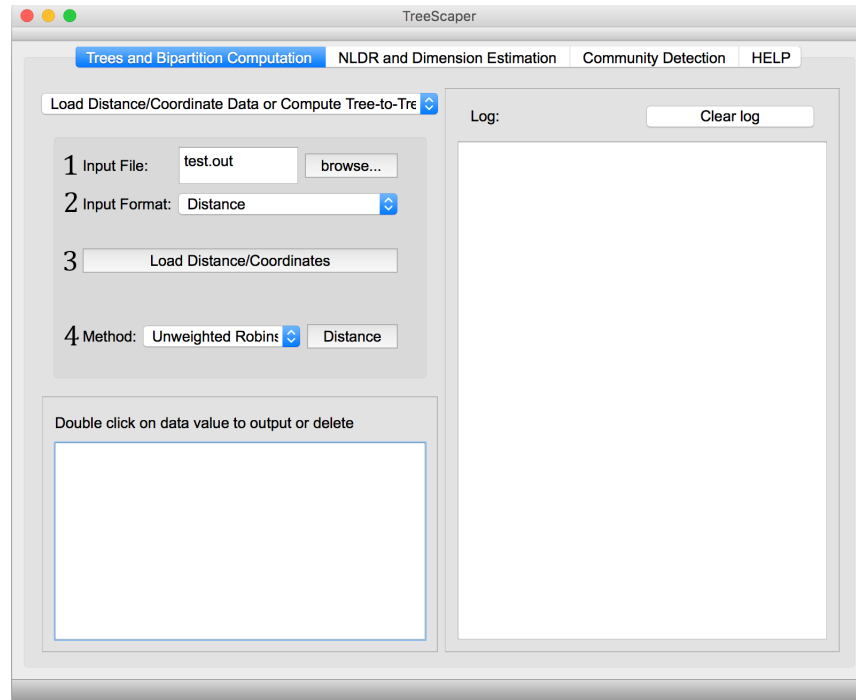 TreeScaper
Trees and Bipartition Computation NLDR and Dimension Estimation Community Detection HELP
Load Distance/Coordinate Data or Compute Tree-to-Tre
1 Input File: test.out browse...
2 Input Format: Distance
3 Load Distance/Coordinates
4 Method: Unweighted Robins Distance
Double click on data value to output or delete
Log: Clear log